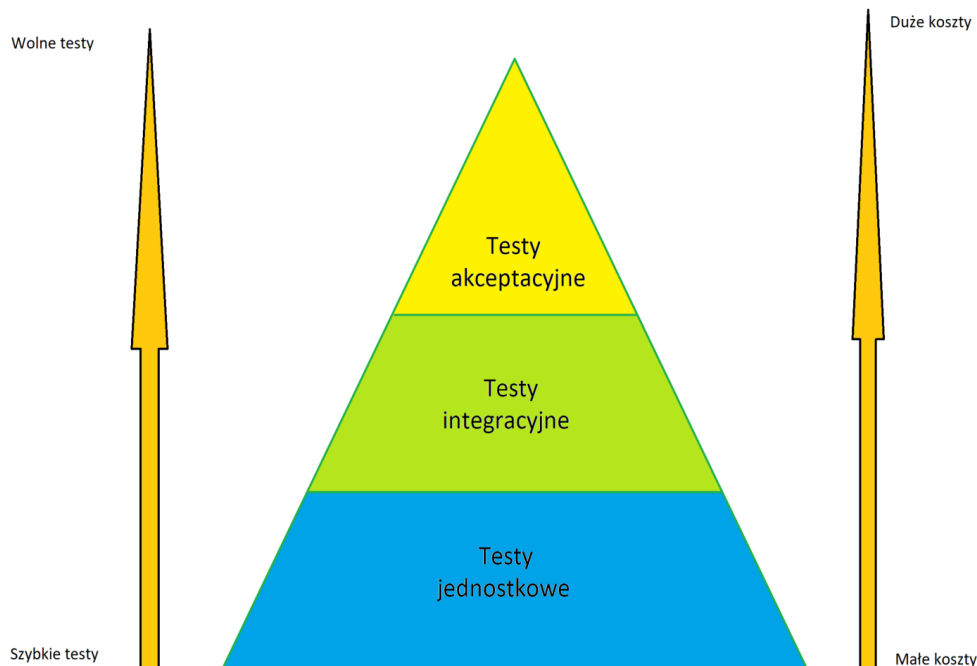 Duże koszty
Wolne testy
Testy
akceptacyjne
Testy
integracyjne
Testy
jednostkowe
Szybkie testy
Małe koszty